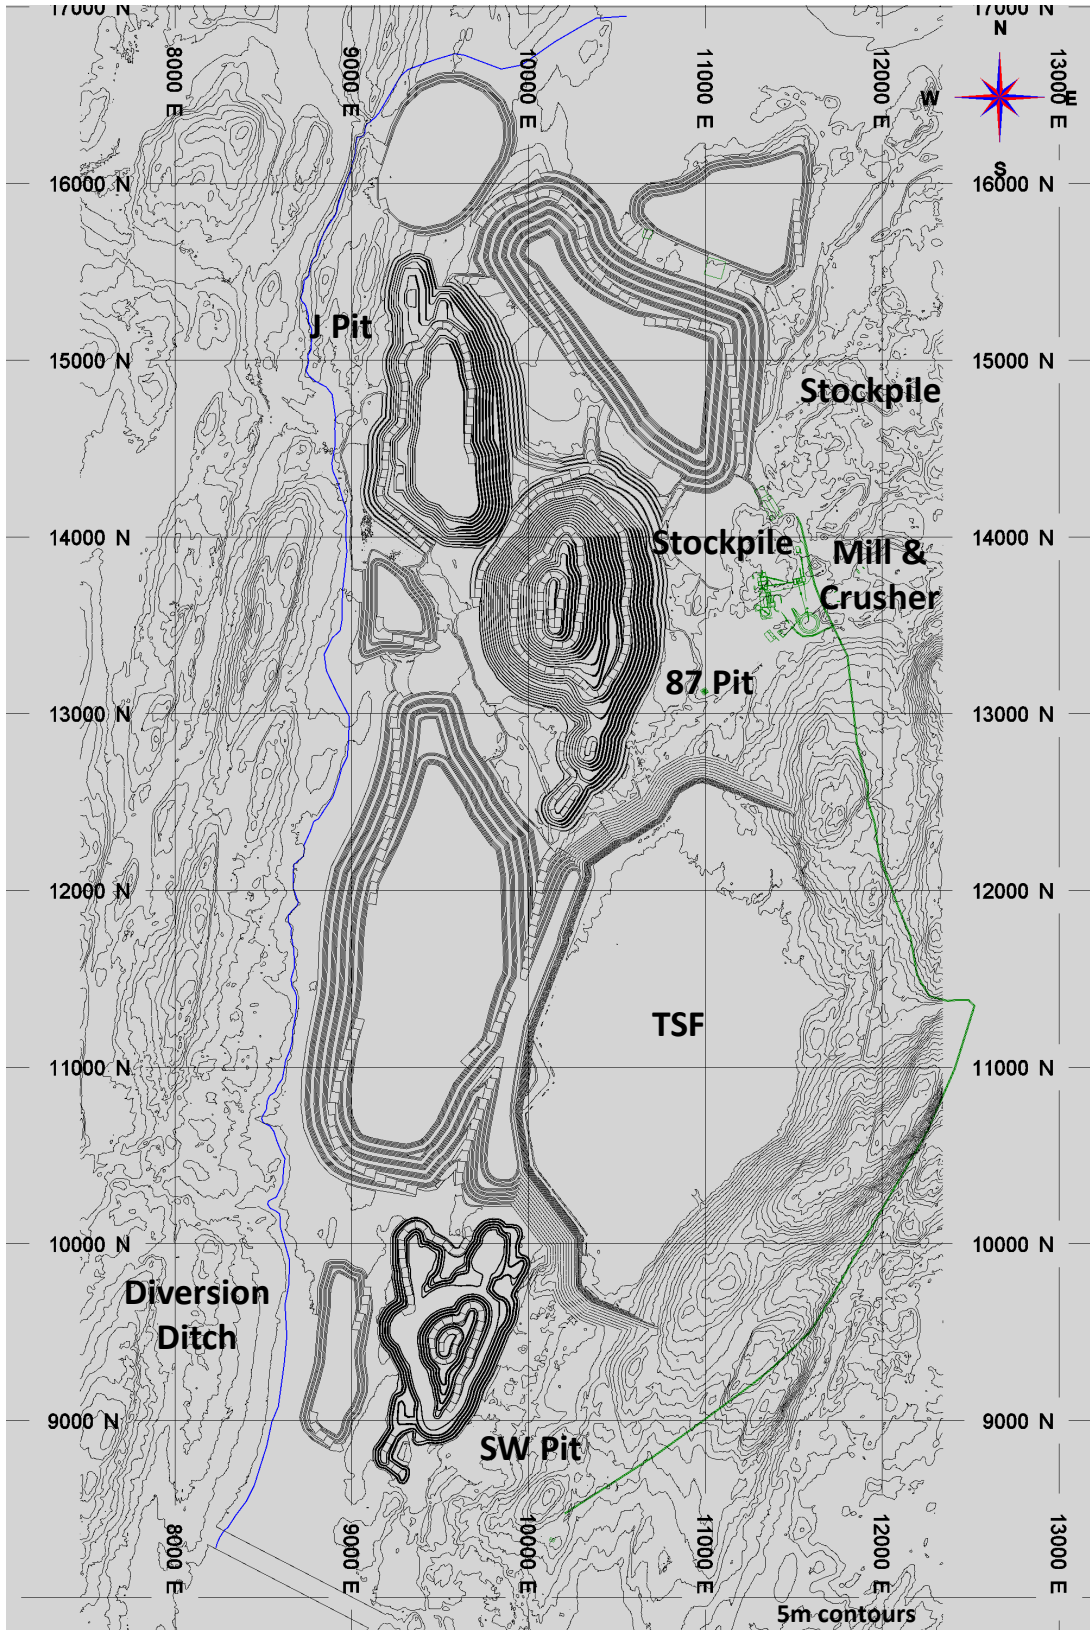 17000 N
17000 N
N
8000 E
9000 E
10000 E
11000 E
12000 E
13000 E
W
E
S
16000 N
16000 N
J Pit
15000 N
15000 N
Stockpile
14000 N
14000 N
Stockpile
Mill &
Crusher
87 Pit
13000 N
13000 N
12000 N
12000 N
TSF
11000 N
11000 N
10000 N
10000 N
Diversion
Ditch
9000 N
9000 N
SW Pit
8000 E
9000 E
10000 E
11000 E
12000 E
13000 E
5m contours